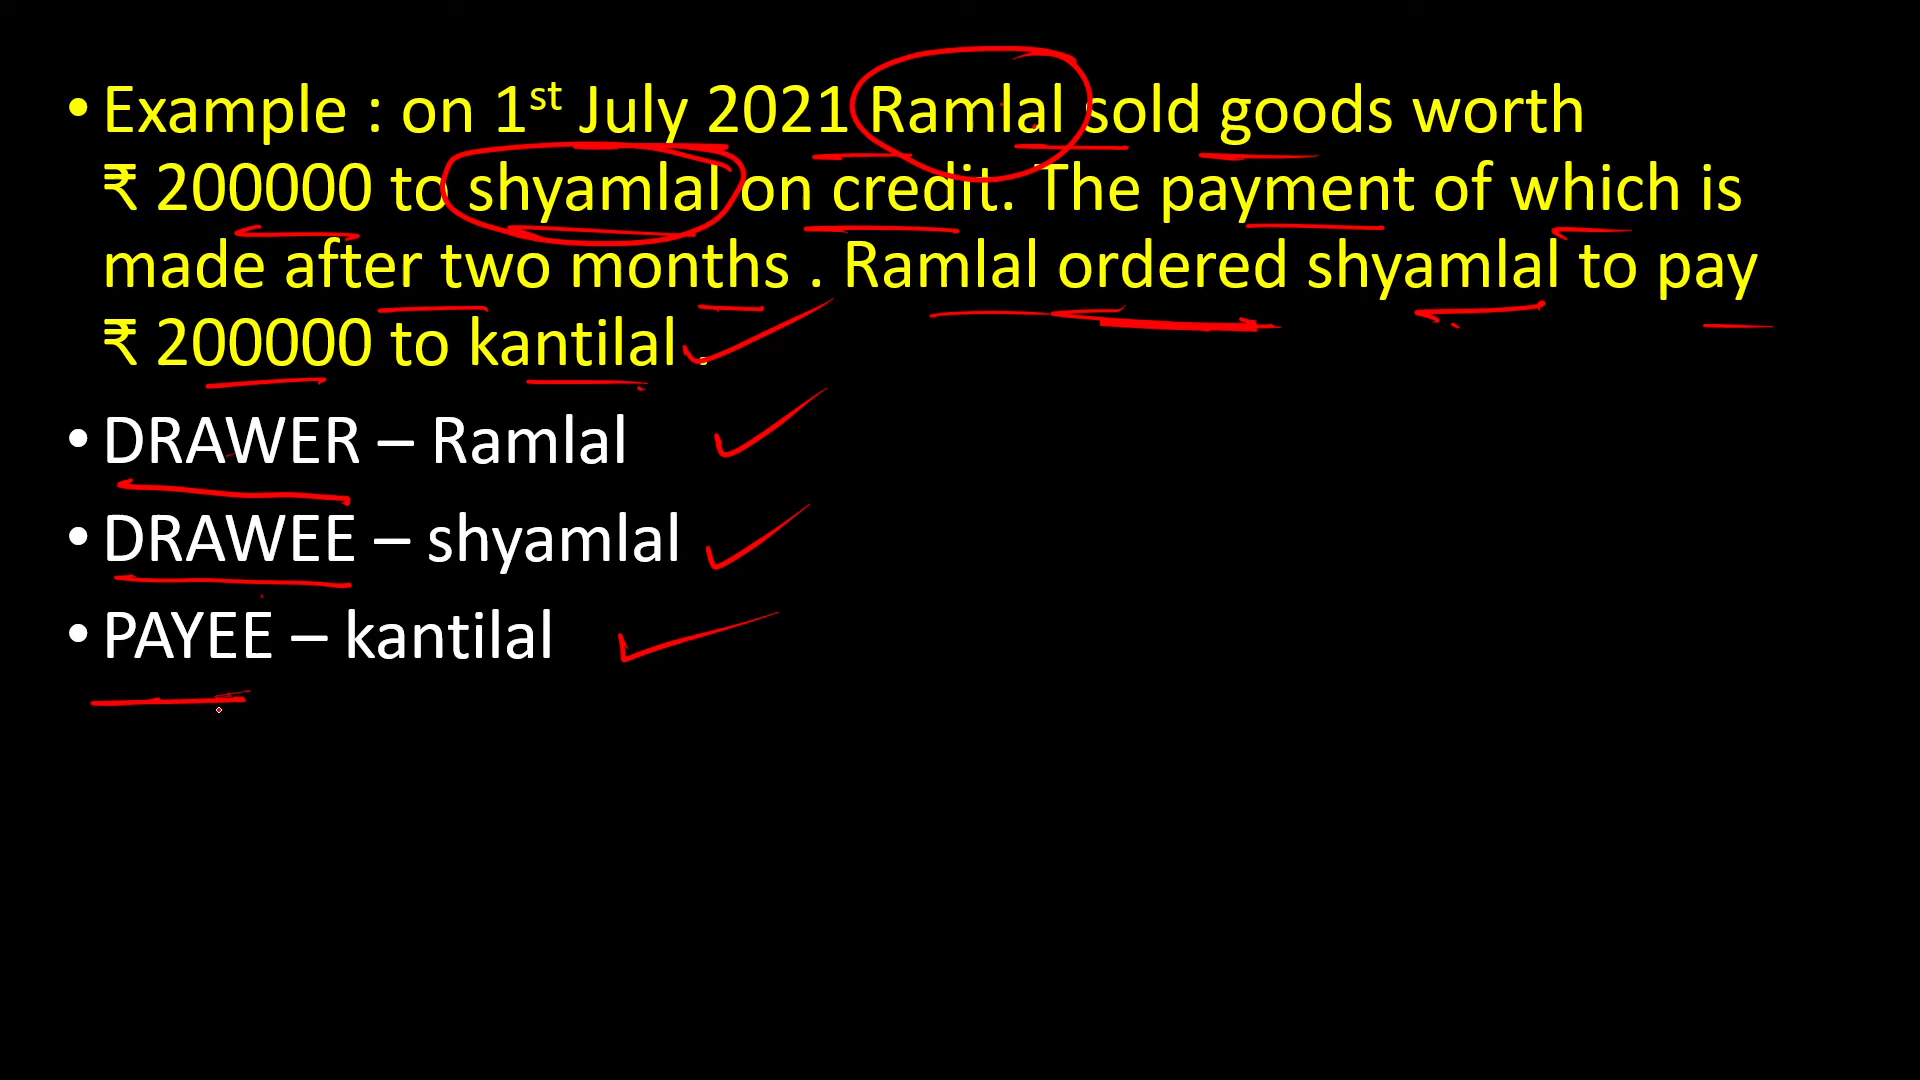 • Example : on 1st July 2021 Ramlal sold goods worth
₹ 200000 to shyamlal on credit. The payment of which is
made after two months . Ramlal ordered shyamlal to pay
₹ 200000 to kantilal .
• DRAWER – Ramlal
• DRAWEE – shyamlal
• PAYEE – kantilal